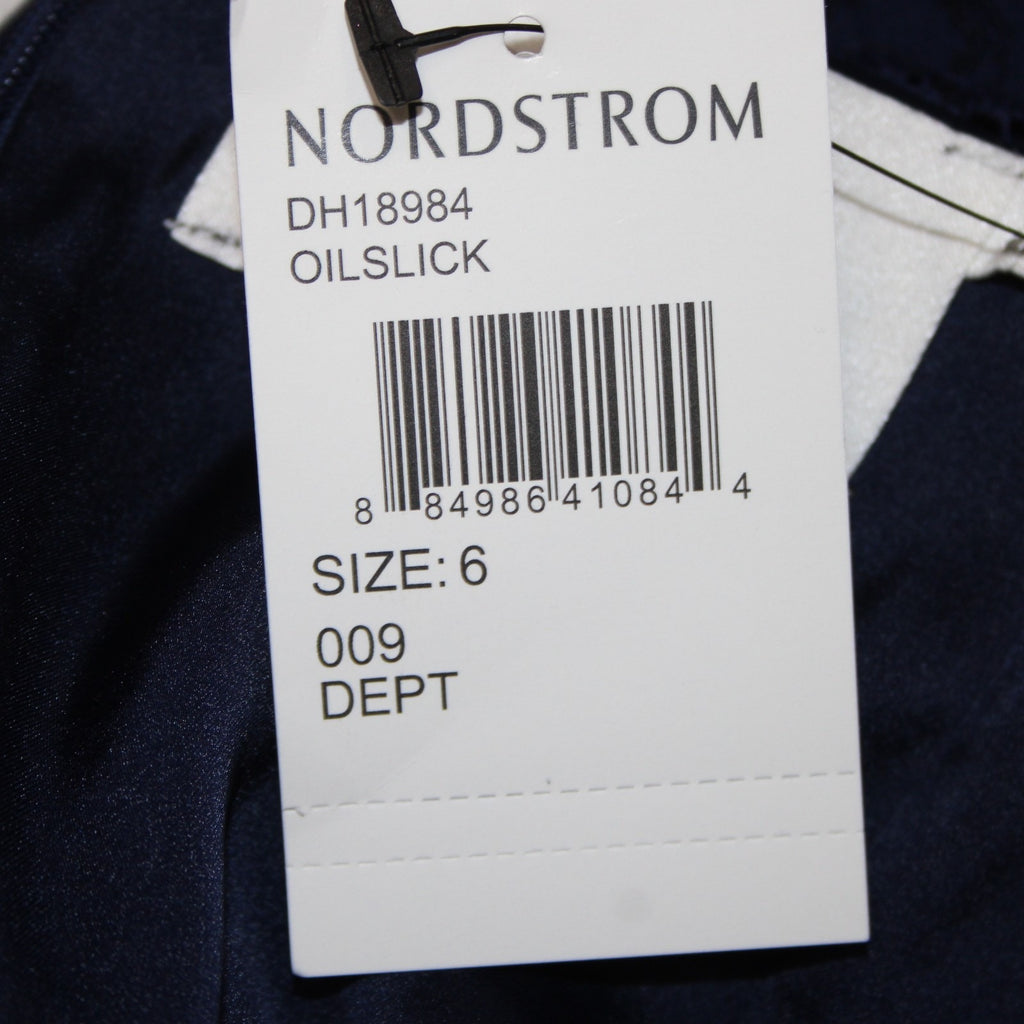 NORDSTROM
DH18984
OILSLICK
8 84986 41084 4
SIZE: 6
009
DEPT